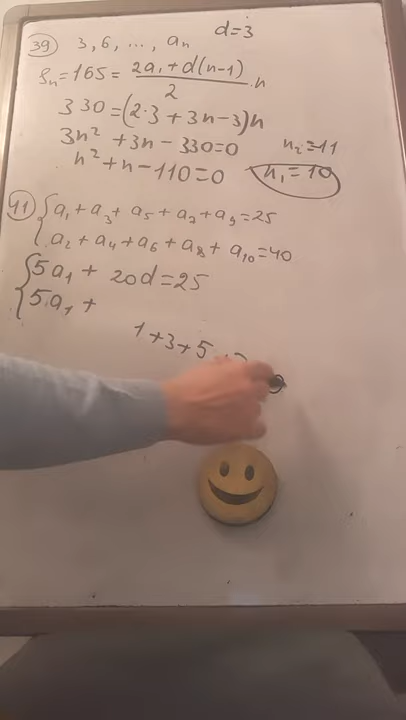 39 3, 6, ..., aₙ d=3
Sₙ=165= (2a₁+d(n-1))/2 ·n
330=(2·3+3n-3)n
3n²+3n-330=0 n₂=-11
n²+n-110=0 n₁=10
41 { a₁+a₃+a₅+a₇+a₉=25
a₂+a₄+a₆+a₈+a₁₀=40
{ 5a₁+20d=25
5a₁+
1+3+5+